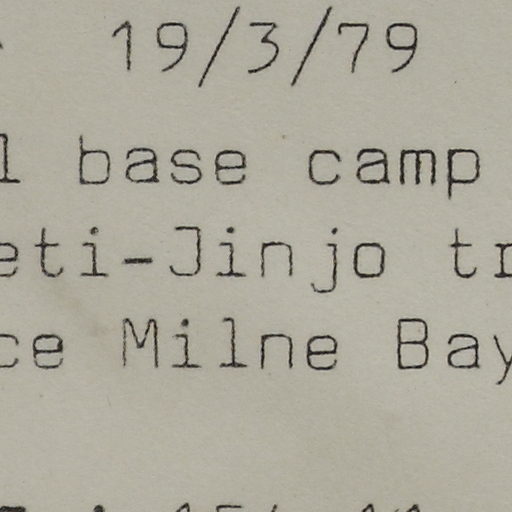 19/3/79
l base camp
eti-Jinjo tr
ce Milne Bay